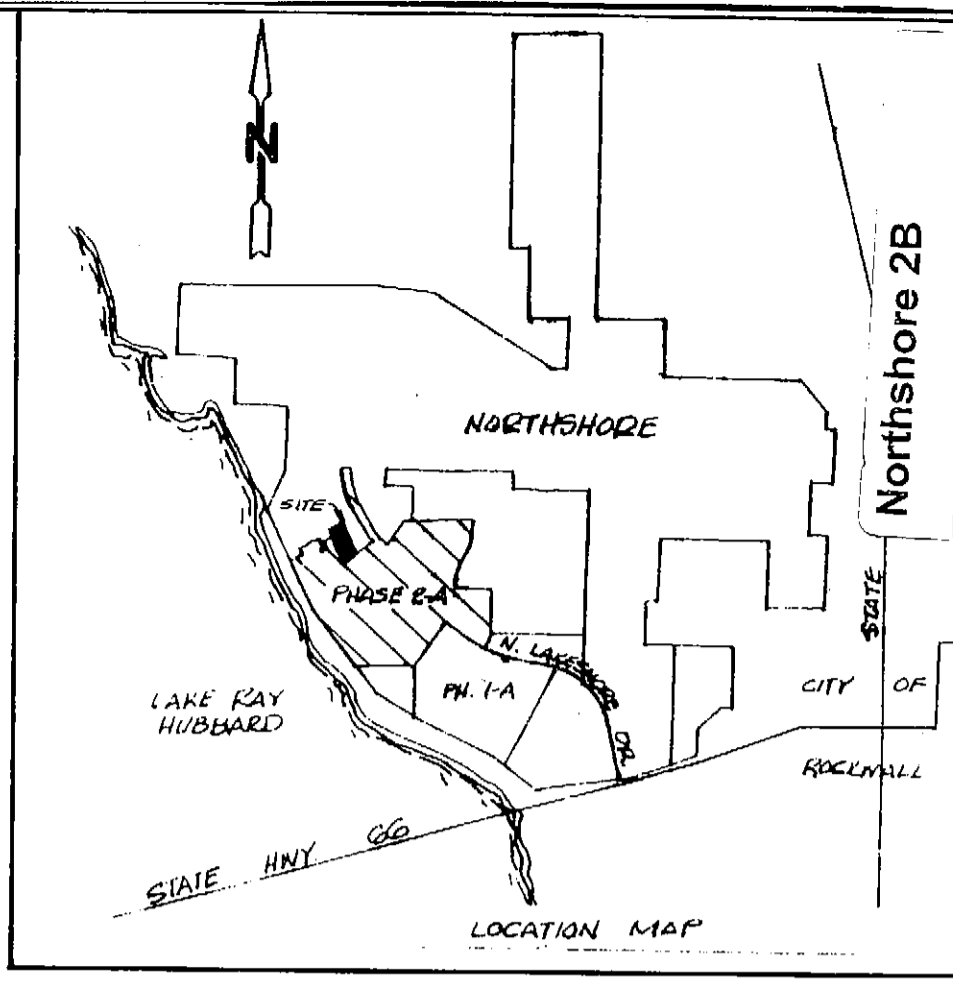 N
Northshore 2B
NORTHSHORE
SITE
PHASE 2-A
STATE
N. LAKESHORE DR
PH. 1-A
CITY OF
LAKE RAY
HUBBARD
ROCKWALL
STATE HWY 66
LOCATION MAP